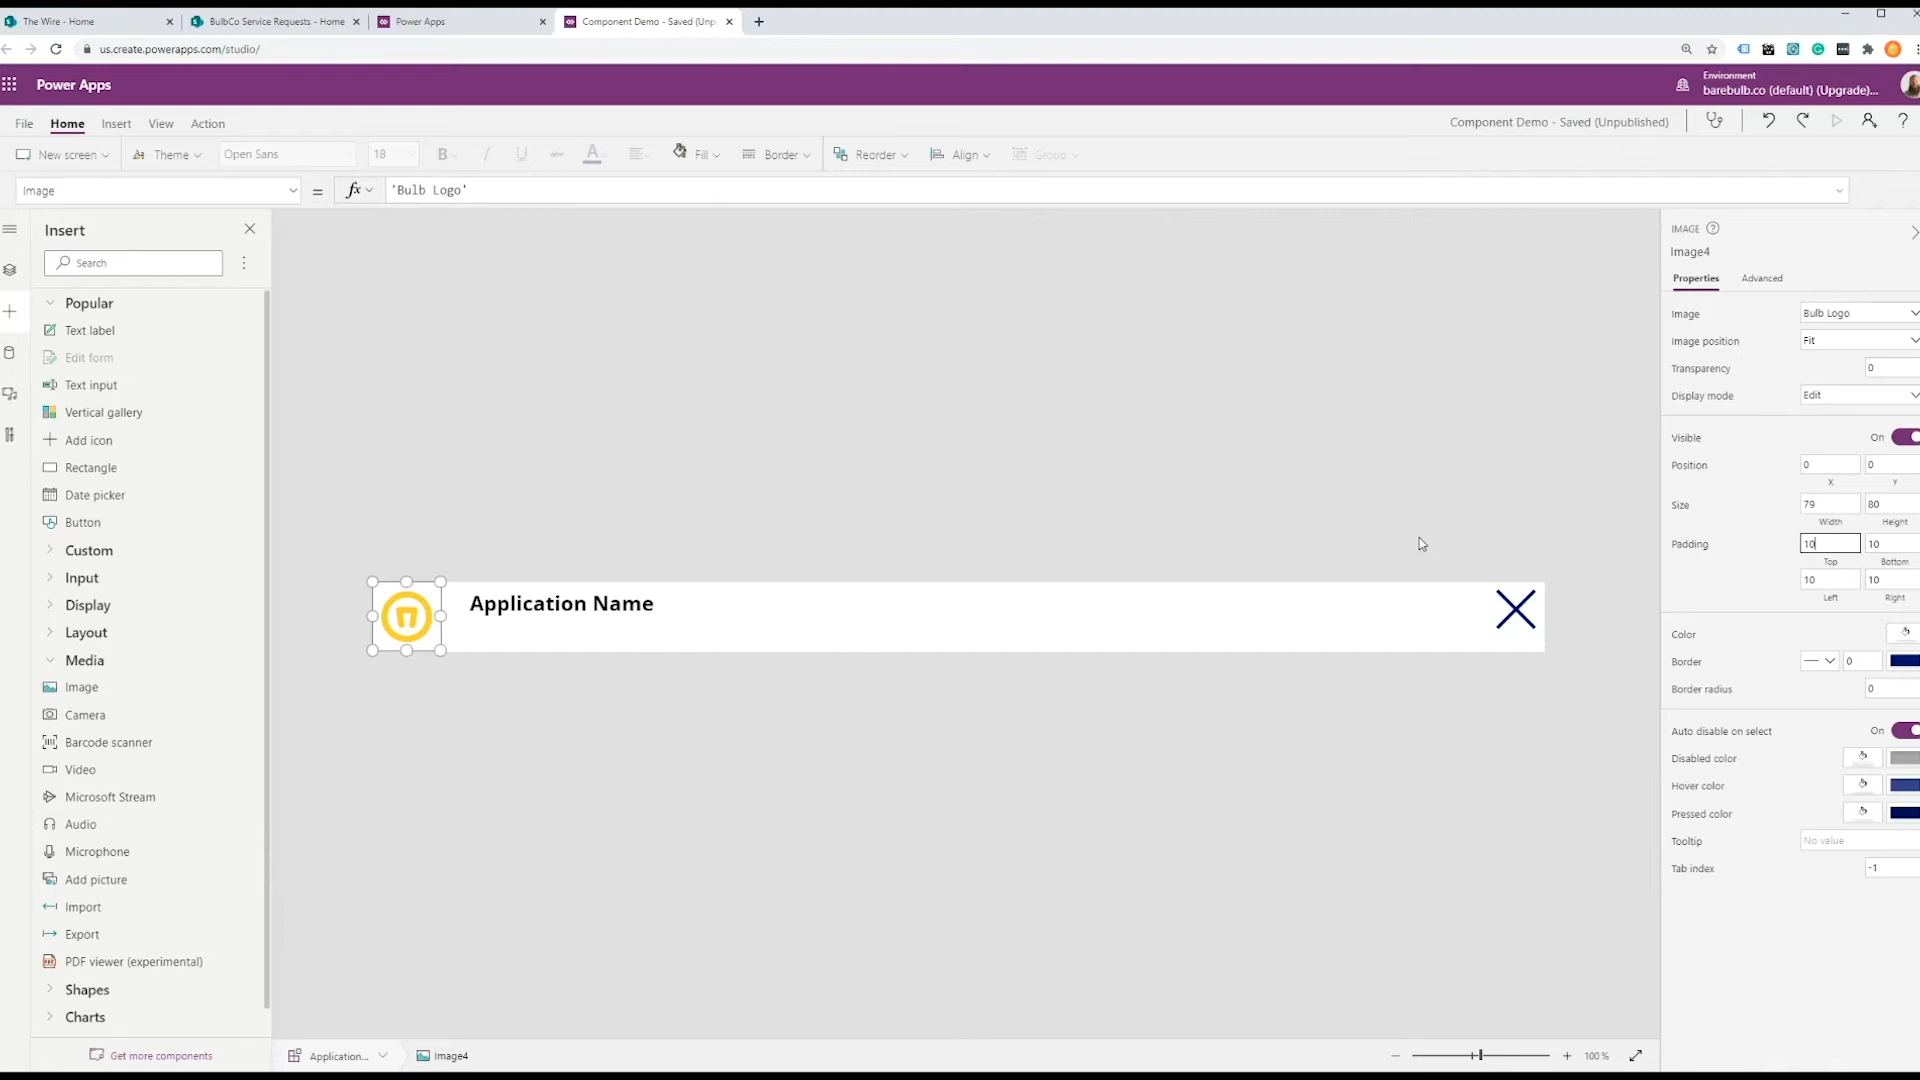 The Wire - Home
BulbCo Service Requests - Home
Power Apps
Component Demo - Saved (Unp
us.create.powerapps.com/studio/
Power Apps
Environment
barebulb.co (default) (Upgrade)...
File Home Insert View Action
Component Demo - Saved (Unpublished)
New screen Theme Open Sans 18 B I U abc A Fill Border Reorder Align Group
Image = fx 'Bulb Logo'
Insert
Search
Popular
Text label
Edit form
Text input
Vertical gallery
Add icon
Rectangle
Date picker
Button
Custom
Input
Display
Layout
Media
Image
Camera
Barcode scanner
Video
Microsoft Stream
Audio
Microphone
Add picture
Import
Export
PDF viewer (experimental)
Shapes
Charts
Get more components
Application Name
Application...
Image4
100 %
IMAGE
Image4
Properties Advanced
Image Bulb Logo
Image position Fit
Transparency 0
Display mode Edit
Visible On
Position 0 0
X Y
Size 79 80
Width Height
Padding 10 10
Top Bottom
10 10
Left Right
Color
Border 0
Border radius 0
Auto disable on select On
Disabled color
Hover color
Pressed color
Tooltip No value
Tab index -1